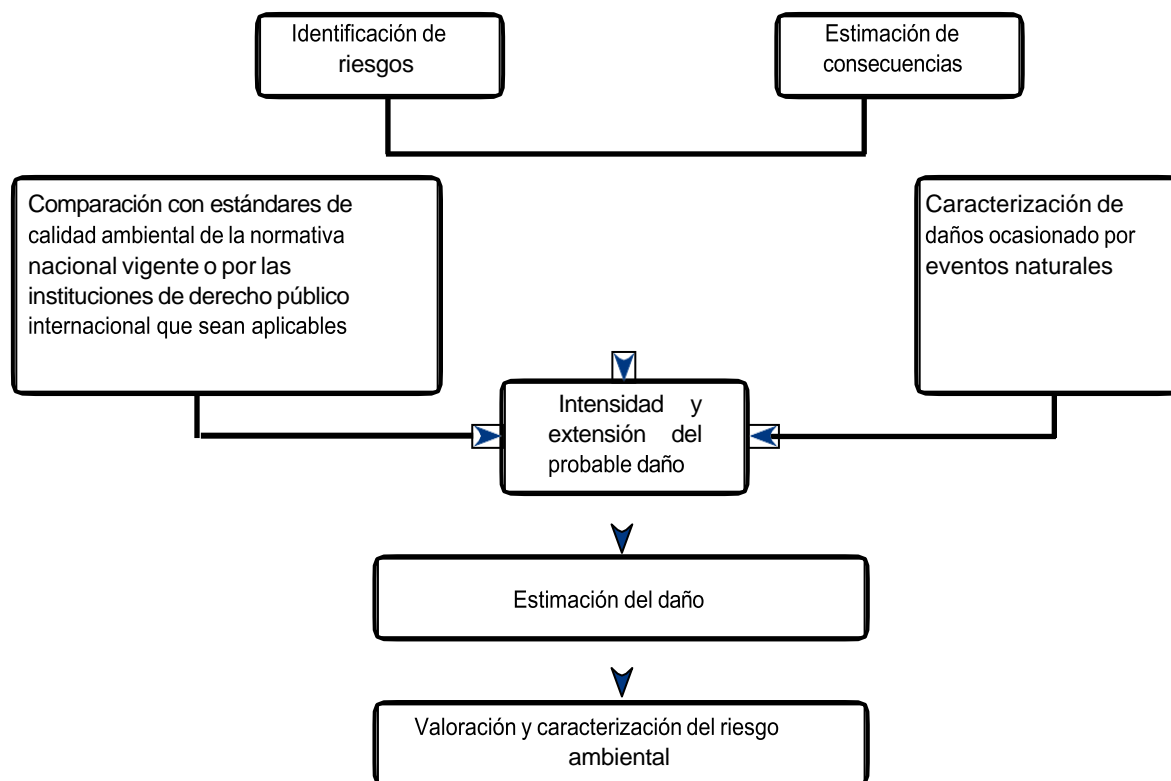 Identificación de
riesgos
Estimación de
consecuencias
Comparación con estándares de
calidad ambiental de la normativa
nacional vigente o por las
instituciones de derecho público
internacional que sean aplicables
Caracterización de
daños ocasionado por
eventos naturales
Intensidad y
extensión del
probable daño
Estimación del daño
Valoración y caracterización del riesgo
ambiental